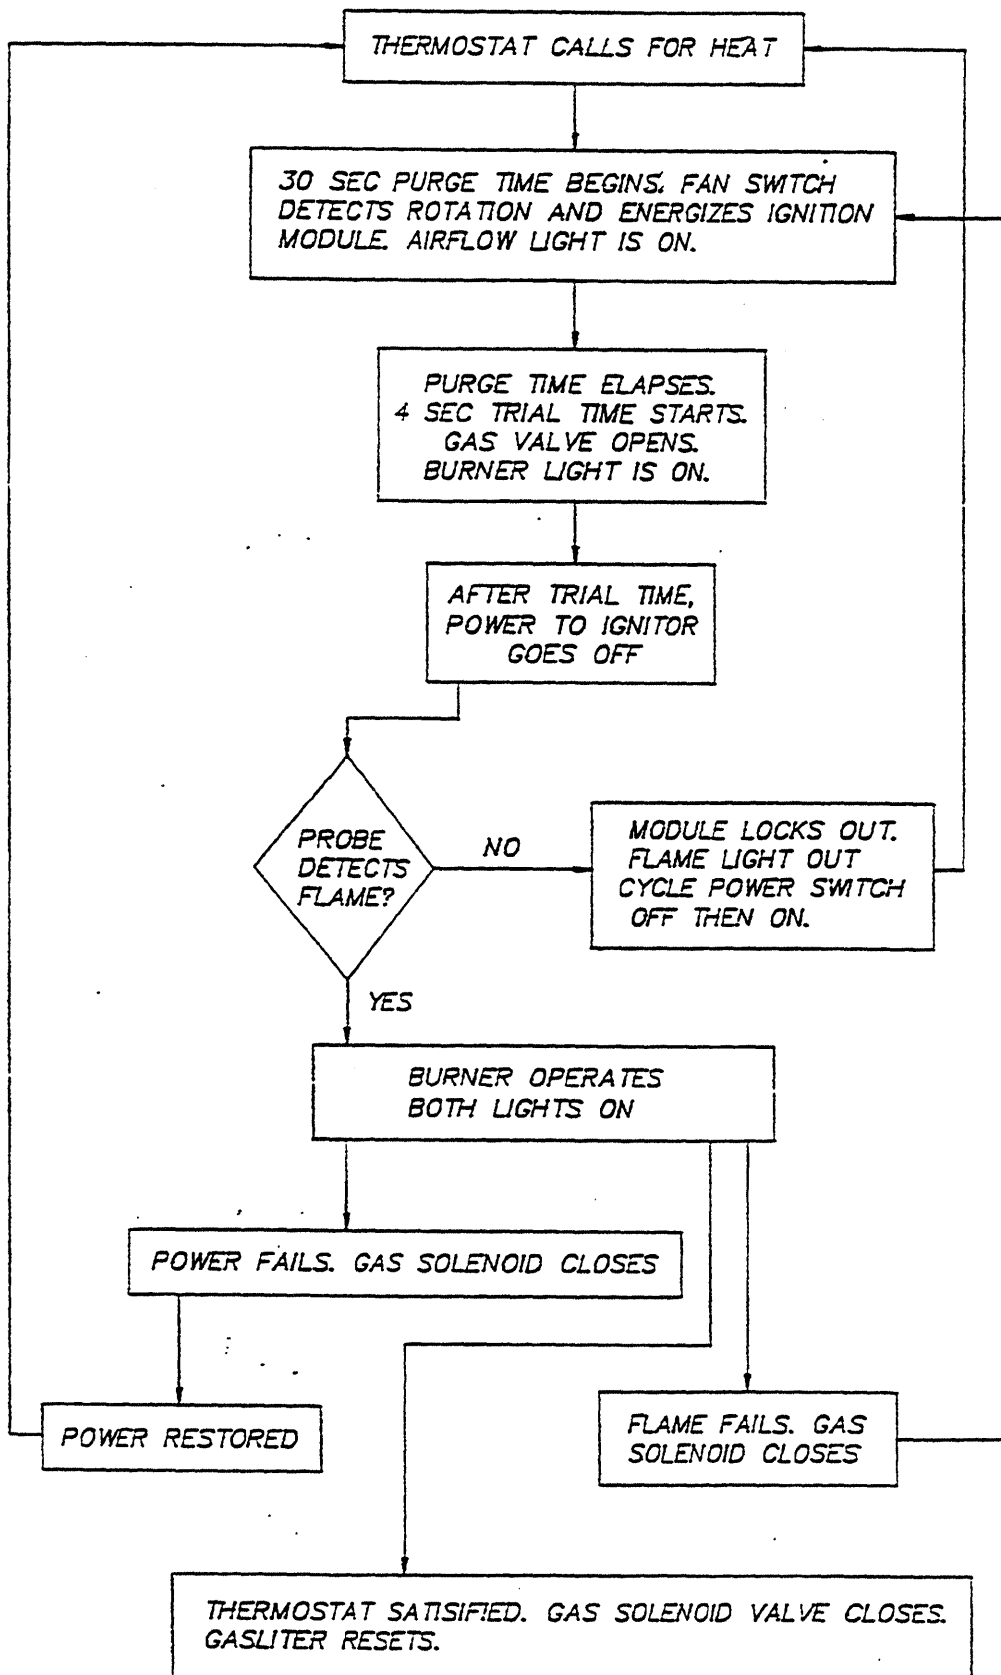 THERMOSTAT CALLS FOR HEAT
30 SEC PURGE TIME BEGINS. FAN SWITCH
DETECTS ROTATION AND ENERGIZES IGNITION
MODULE. AIRFLOW LIGHT IS ON.
PURGE TIME ELAPSES.
4 SEC TRIAL TIME STARTS.
GAS VALVE OPENS.
BURNER LIGHT IS ON.
AFTER TRIAL TIME,
POWER TO IGNITOR
GOES OFF
PROBE
DETECTS
FLAME?
NO
MODULE LOCKS OUT.
FLAME LIGHT OUT
CYCLE POWER SWITCH
OFF THEN ON.
YES
BURNER OPERATES
BOTH LIGHTS ON
POWER FAILS. GAS SOLENOID CLOSES
POWER RESTORED
FLAME FAILS. GAS
SOLENOID CLOSES
THERMOSTAT SATISIFIED. GAS SOLENOID VALVE CLOSES.
GASLITER RESETS.